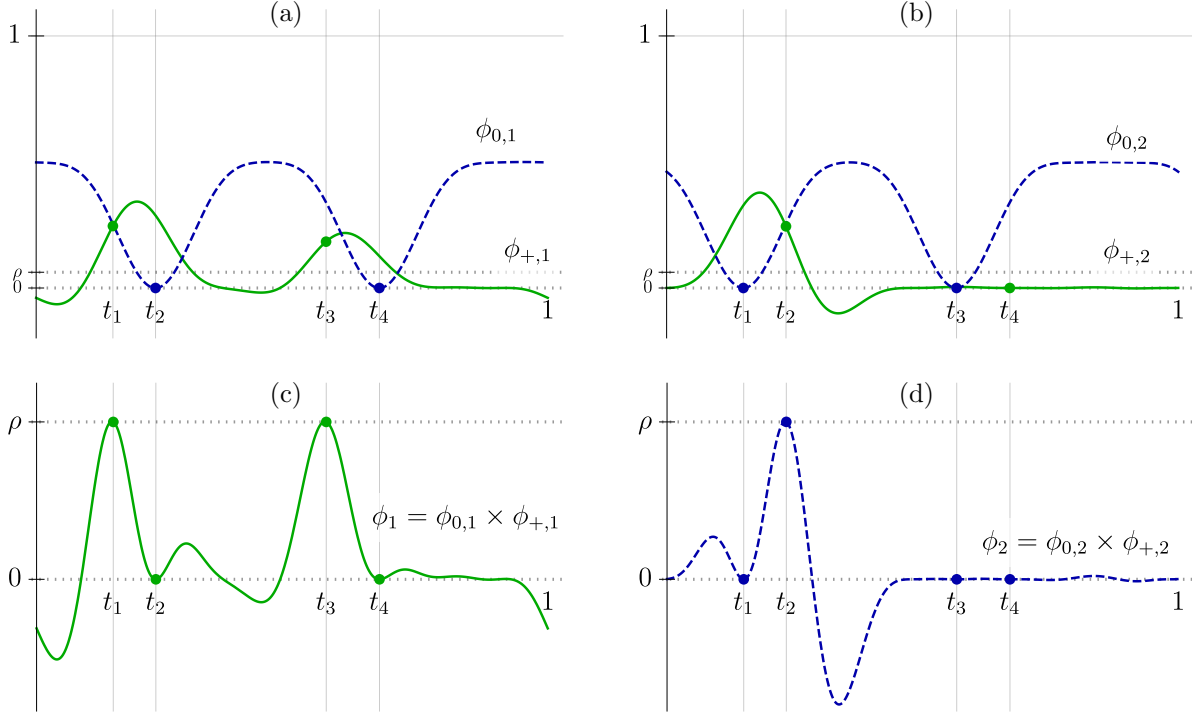 (a)
1
ϕ0,1
ϕ+,1
ρ
0
t1 t2 t3 t4 1
(b)
1
ϕ0,2
ϕ+,2
ρ
0
t1 t2 t3 t4 1
(c)
ρ
ϕ1 = ϕ0,1 × ϕ+,1
0
t1 t2 t3 t4 1
(d)
ρ
ϕ2 = ϕ0,2 × ϕ+,2
0
t1 t2 t3 t4 1